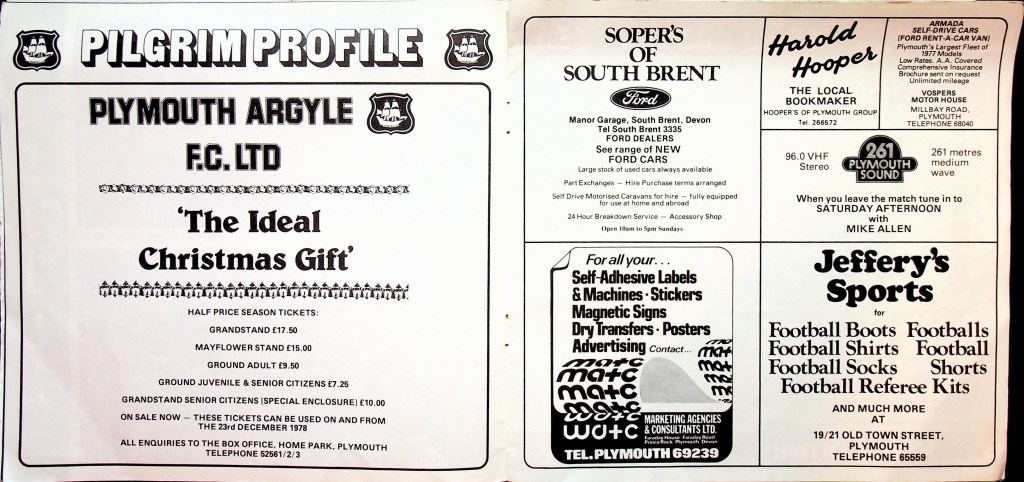 PILGRIM PROFILE
PLYMOUTH ARGYLE
F.C. LTD
'The Ideal
Christmas Gift'
HALF PRICE SEASON TICKETS:
GRANDSTAND £17.50
MAYFLOWER STAND £15.00
GROUND ADULT £9.50
GROUND JUVENILE & SENIOR CITIZENS £7.25
GRANDSTAND SENIOR CITIZENS (SPECIAL ENCLOSURE) £10.00
ON SALE NOW — THESE TICKETS CAN BE USED ON AND FROM
THE 23rd DECEMBER 1978
ALL ENQUIRIES TO THE BOX OFFICE, HOME PARK, PLYMOUTH
TELEPHONE 52561/2/3
SOPER'S
OF
SOUTH BRENT
Ford
Manor Garage, South Brent, Devon
Tel South Brent 3335
FORD DEALERS
See range of NEW
FORD CARS
Large stock of used cars always available
Part Exchanges — Hire Purchase terms arranged
Self Drive Motorised Caravans for hire — fully equipped
for use at home and abroad
24 Hour Breakdown Service — Accessory Shop
Open 10am to 5pm Sundays
Harold
Hooper
THE LOCAL
BOOKMAKER
HOOPER'S OF PLYMOUTH GROUP
Tel. 266572
ARMADA
SELF-DRIVE CARS
(FORD RENT-A-CAR VAN)
Plymouth's Largest Fleet of
1977 Models
Low Rates. A.A. Covered
Comprehensive Insurance
Brochure sent on request
Unlimited mileage
VOSPERS
MOTOR HOUSE
MILLBAY ROAD,
PLYMOUTH
TELEPHONE 68040
96.0 VHF
Stereo
261
PLYMOUTH
SOUND
261 metres
medium
wave
When you leave the match tune in to
SATURDAY AFTERNOON
with
MIKE ALLEN
For all your...
Self-Adhesive Labels
& Machines · Stickers
Magnetic Signs
Dry Transfers · Posters
Advertising Contact...
matc
matc
matc
matc
matc
MARKETING AGENCIES
& CONSULTANTS LTD.
Faraday House Faraday Road
Prince Rock Plymouth Devon
TEL. PLYMOUTH 69239
Jeffery's
Sports
for
Football Boots Footballs
Football Shirts Football
Football Socks Shorts
Football Referee Kits
AND MUCH MORE
AT
19/21 OLD TOWN STREET,
PLYMOUTH
TELEPHONE 65559